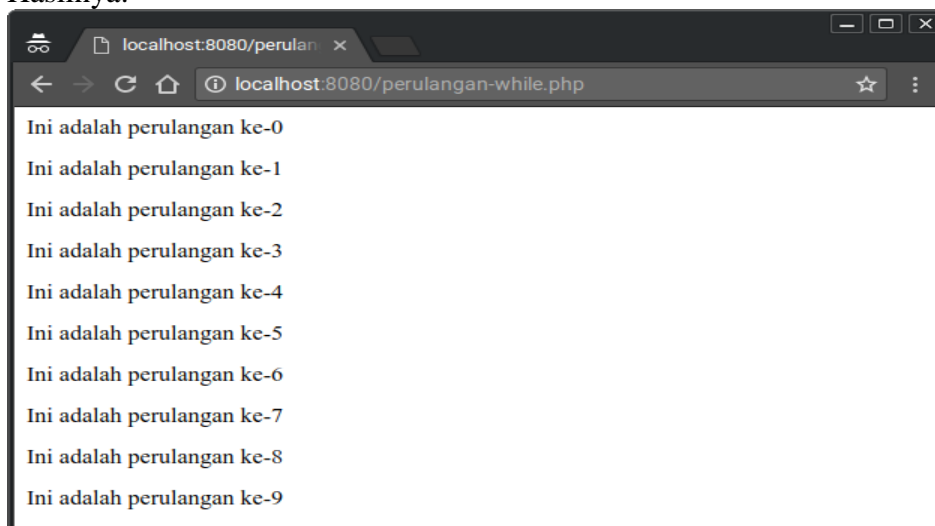 Hasilnya:
localhost:8080/perulan
localhost:8080/perulangan-while.php
Ini adalah perulangan ke-0
Ini adalah perulangan ke-1
Ini adalah perulangan ke-2
Ini adalah perulangan ke-3
Ini adalah perulangan ke-4
Ini adalah perulangan ke-5
Ini adalah perulangan ke-6
Ini adalah perulangan ke-7
Ini adalah perulangan ke-8
Ini adalah perulangan ke-9